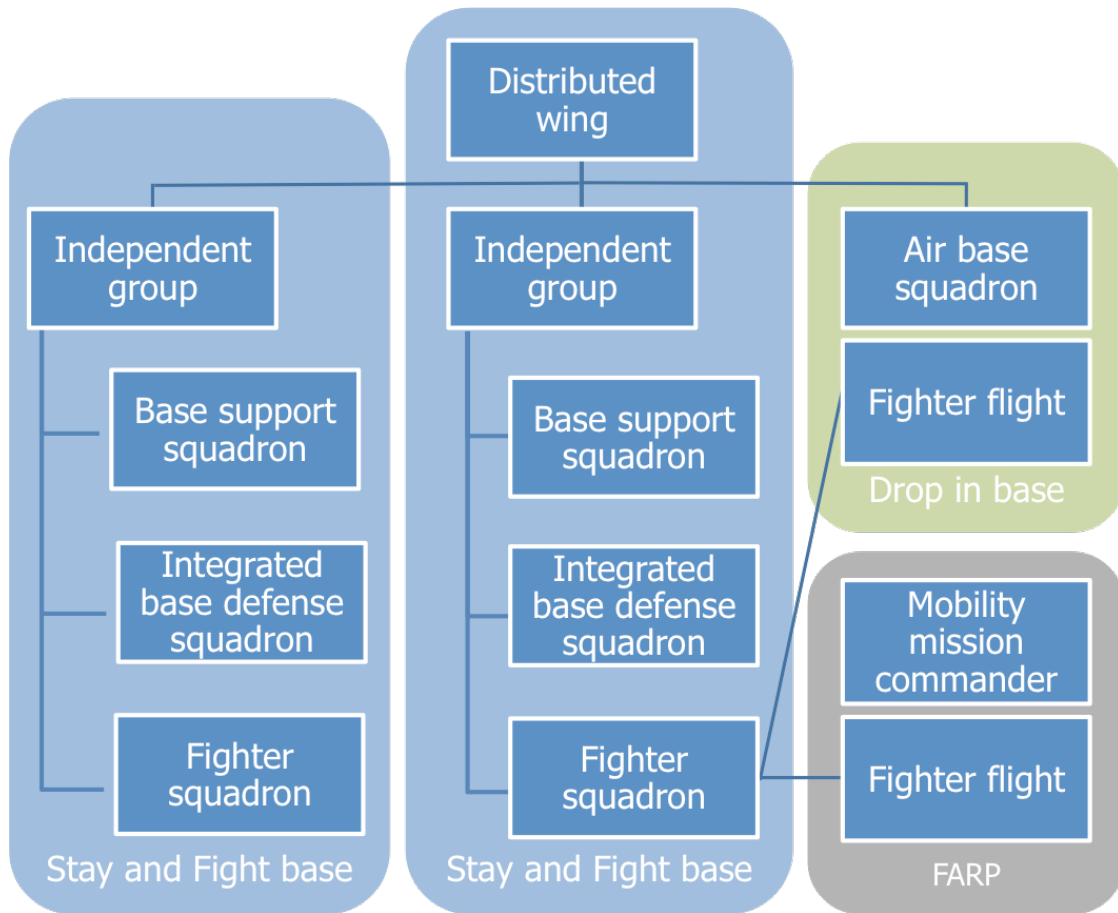 Distributed
wing
Independent
group
Base support
squadron
Integrated
base defense
squadron
Fighter
squadron
Stay and Fight base
Independent
group
Base support
squadron
Integrated
base defense
squadron
Fighter
squadron
Stay and Fight base
Air base
squadron
Fighter flight
Drop in base
Mobility
mission
commander
Fighter flight
FARP